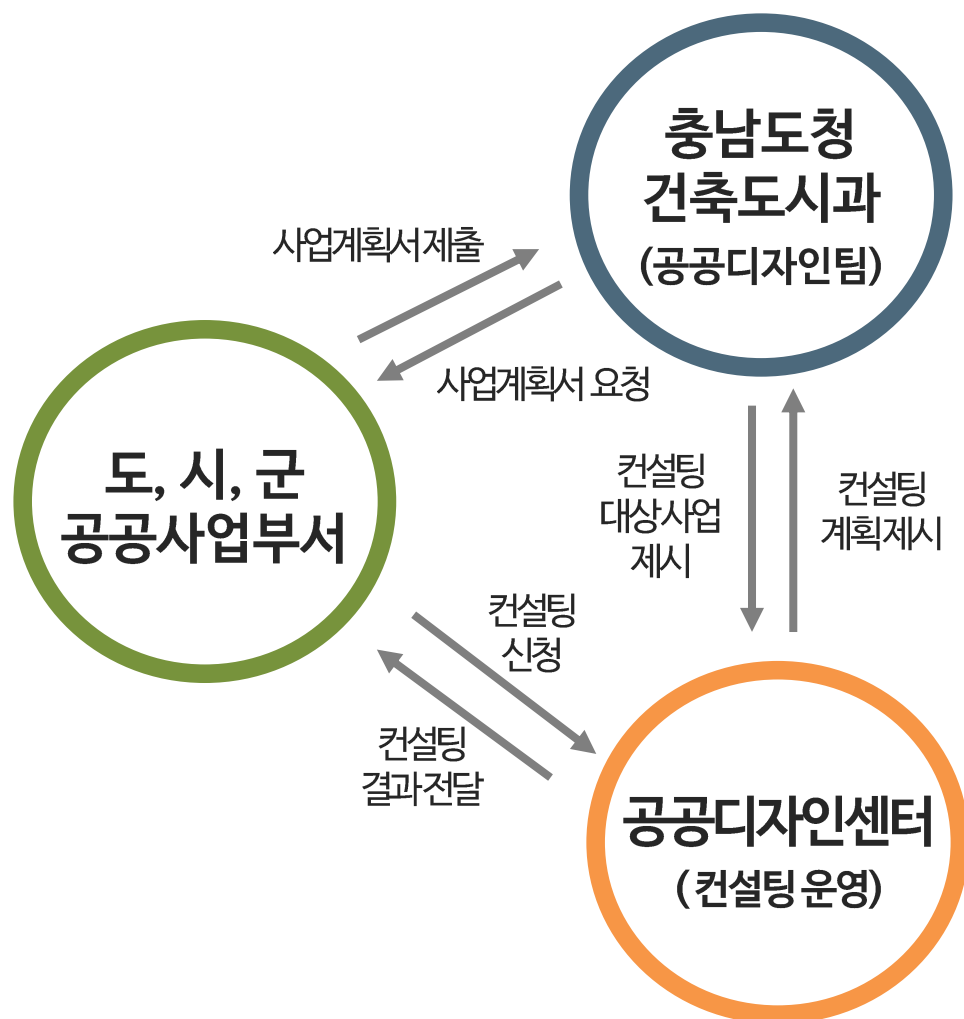 충남도청
건축도시과
(공공디자인팀)
사업계획서 제출
사업계획서 요청
도, 시, 군
공공사업부서
컨설팅
대상사업
제시
컨설팅
계획제시
컨설팅
신청
컨설팅
결과전달
공공디자인센터
( 컨설팅 운영)